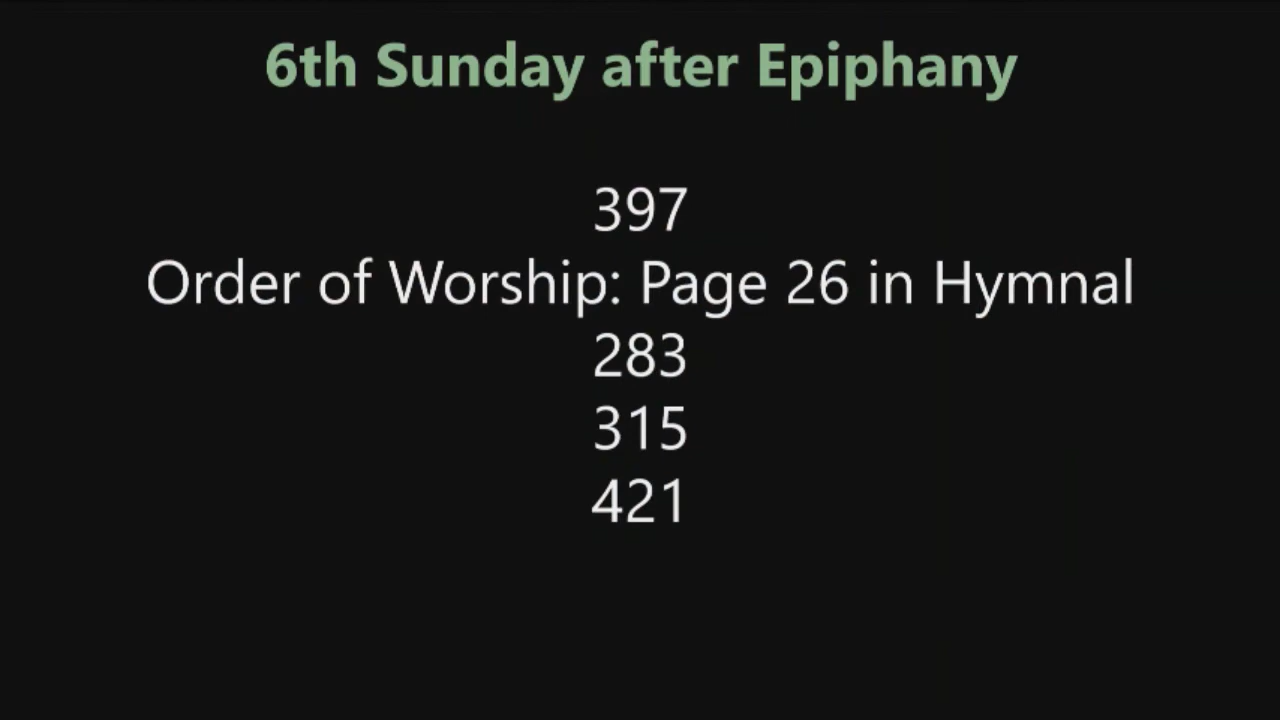 6th Sunday after Epiphany
397
Order of Worship: Page 26 in Hymnal
283
315
421